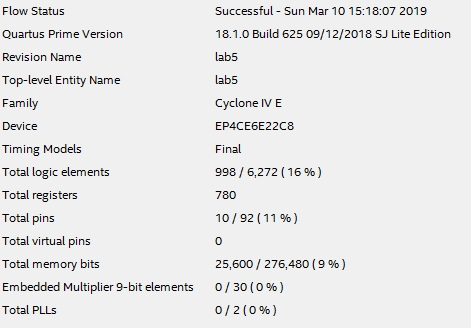 Flow Status Successful - Sun Mar 10 15:18:07 2019
Quartus Prime Version 18.1.0 Build 625 09/12/2018 SJ Lite Edition
Revision Name lab5
Top-level Entity Name lab5
Family Cyclone IV E
Device EP4CE6E22C8
Timing Models Final
Total logic elements 998 / 6,272 ( 16 % )
Total registers 780
Total pins 10 / 92 ( 11 % )
Total virtual pins 0
Total memory bits 25,600 / 276,480 ( 9 % )
Embedded Multiplier 9-bit elements 0 / 30 ( 0 % )
Total PLLs 0 / 2 ( 0 % )